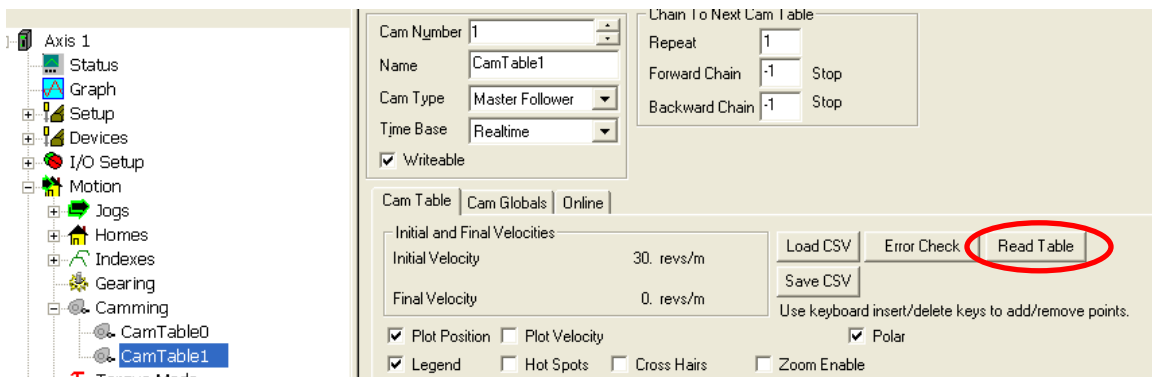 Axis 1
Status
Graph
Setup
Devices
I/O Setup
Motion
Jogs
Homes
Indexes
Gearing
Camming
CamTable0
CamTable1
Torque Mode
Cam Number 1
Name CamTable1
Cam Type Master Follower
Time Base Realtime
Writeable
Chain To Next Cam Table
Repeat 1
Forward Chain -1 Stop
Backward Chain -1 Stop
Cam Table Cam Globals Online
Initial and Final Velocities
Initial Velocity 30. revs/m
Final Velocity 0. revs/m
Load CSV Error Check Read Table
Save CSV
Use keyboard insert/delete keys to add/remove points.
Plot Position Plot Velocity Polar
Legend Hot Spots Cross Hairs Zoom Enable